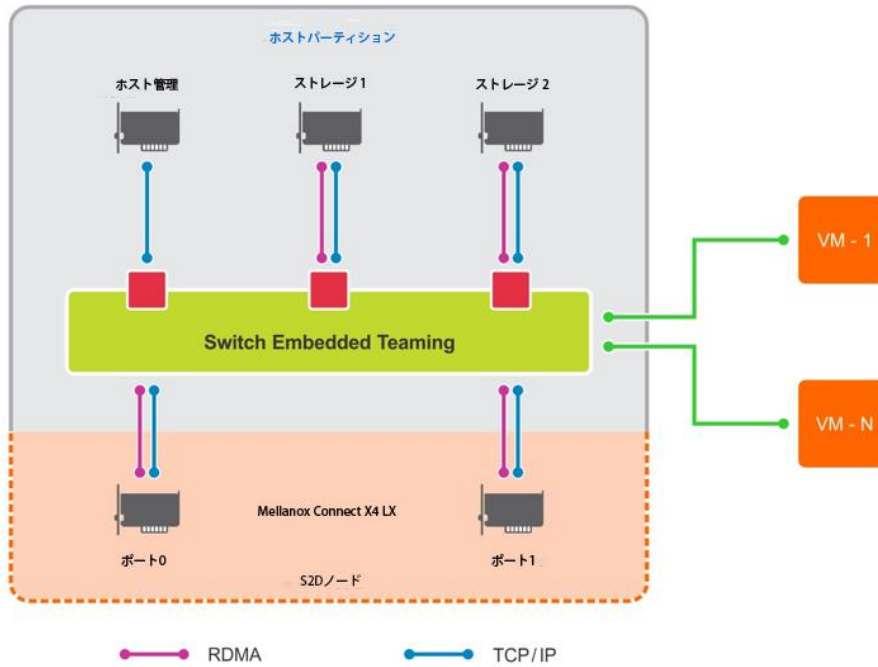 ホストパーティション
ホスト管理
ストレージ 1
ストレージ 2
VM - 1
Switch Embedded Teaming
VM - N
Mellanox Connect X4 LX
ポート0
ポート1
S2Dノード
RDMA
TCP/IP